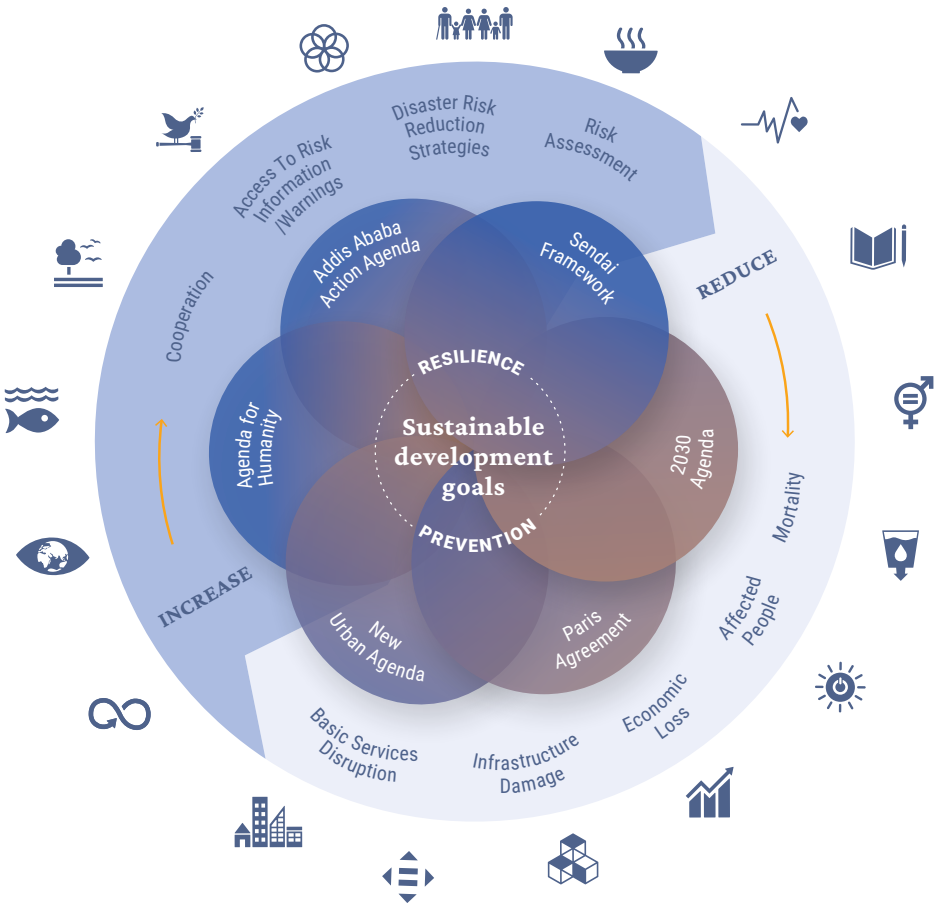 Disaster Risk
Reduction
Strategies
Risk
Assessment
Access To Risk
Information
/Warnings
Cooperation
INCREASE
REDUCE
Mortality
Affected
People
Economic
Loss
Infrastructure
Damage
Basic Services
Disruption
Addis Ababa
Action Agenda
Sendai
Framework
2030
Agenda
Paris
Agreement
New
Urban Agenda
Agenda for
Humanity
RESILIENCE
Sustainable
development
goals
PREVENTION